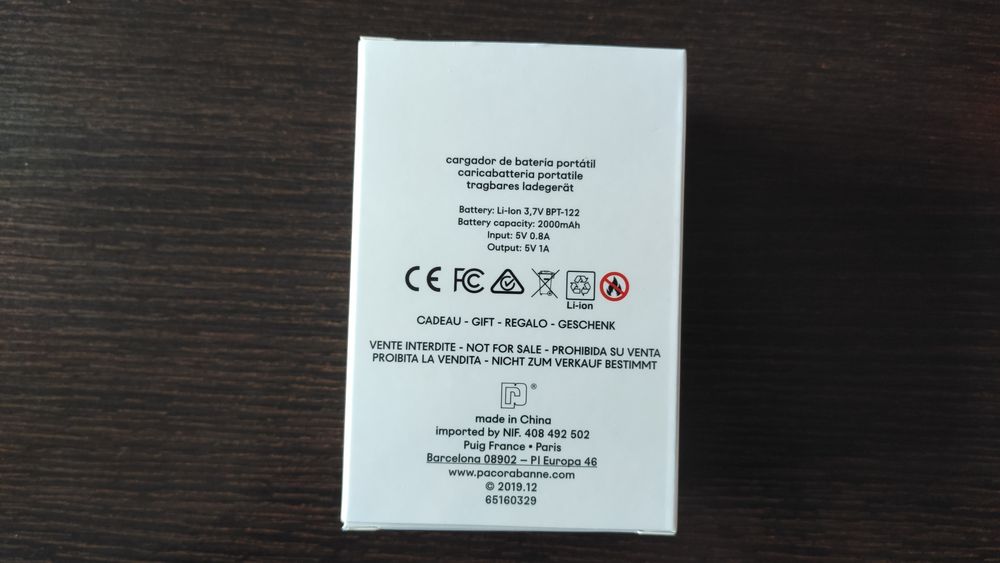 cargador de batería portátil
caricabatteria portatile
tragbares ladegerät
Battery: Li-Ion 3,7V BPT-122
Battery capacity: 2000mAh
Input: 5V 0.8A
Output: 5V 1A
CE FC
Li-ion
CADEAU - GIFT - REGALO - GESCHENK
VENTE INTERDITE - NOT FOR SALE - PROHIBIDA SU VENTA
PROIBITA LA VENDITA - NICHT ZUM VERKAUF BESTIMMT
®
made in China
imported by NIF. 408 492 502
Puig France • Paris
Barcelona 08902 – Pl Europa 46
www.pacorabanne.com
© 2019.12
65160329